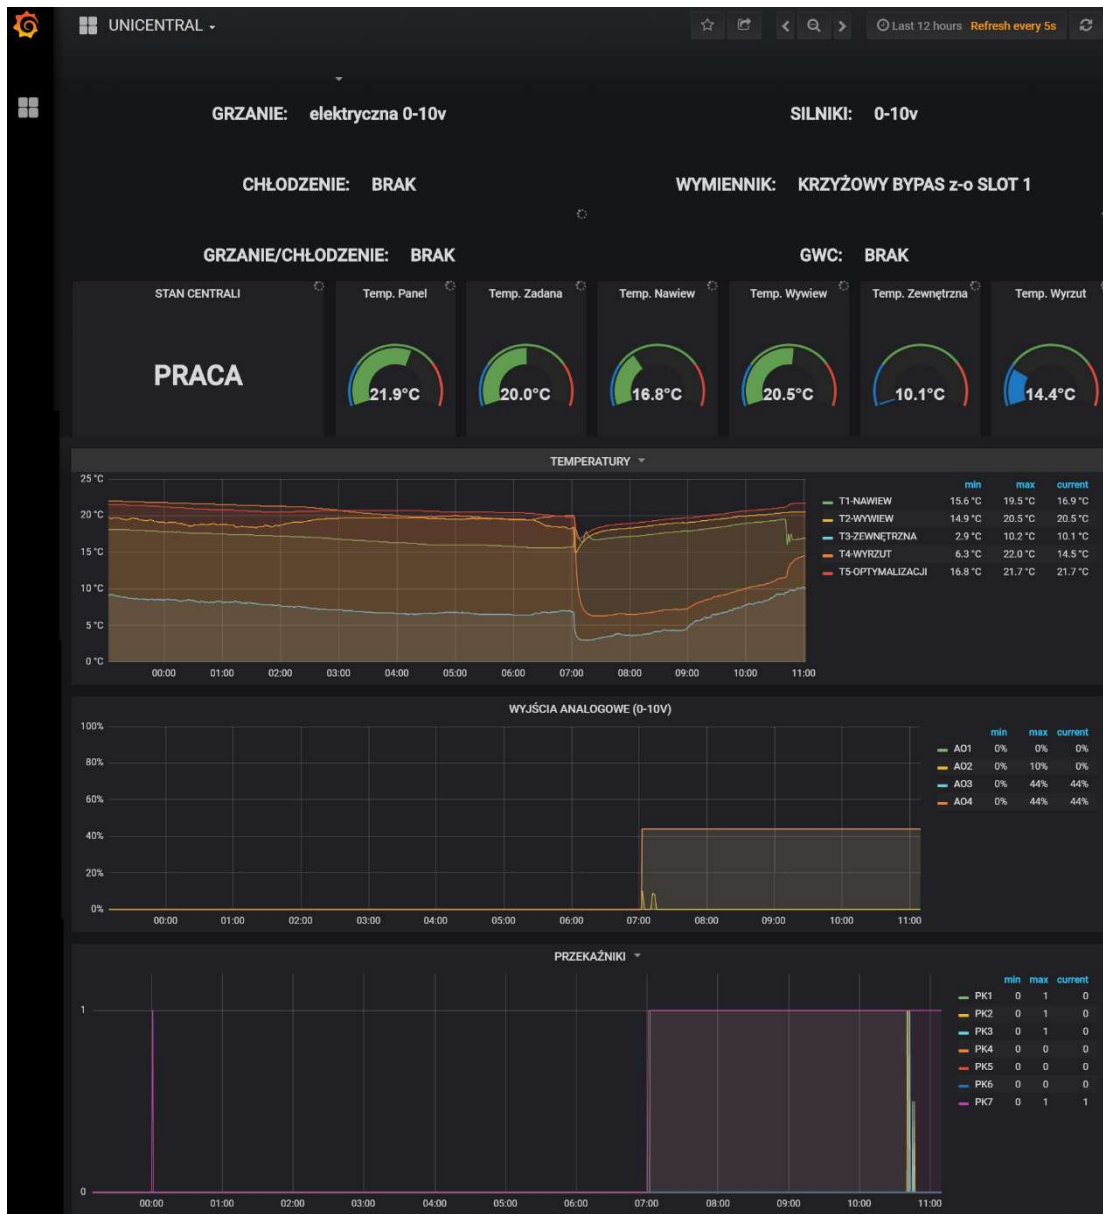 UNICENTRAL
Last 12 hours Refresh every 5s
GRZANIE: elektryczna 0-10v
SILNIKI: 0-10v
CHŁODZENIE: BRAK
WYMIENNIK: KRZYŻOWY BYPAS z-o SLOT 1
GRZANIE/CHŁODZENIE: BRAK
GWC: BRAK
STAN CENTRALI
PRACA
Temp. Panel
21.9°C
Temp. Zadana
20.0°C
Temp. Nawiew
16.8°C
Temp. Wywiew
20.5°C
Temp. Zewnętrzna
10.1°C
Temp. Wyrzut
14.4°C
TEMPERATURY
25 °C
20 °C
15 °C
10 °C
5 °C
0 °C
00:00 01:00 02:00 03:00 04:00 05:00 06:00 07:00 08:00 09:00 10:00 11:00
min max current
T1-NAWIEW 15.6 °C 19.5 °C 16.9 °C
T2-WYWIEW 14.9 °C 20.5 °C 20.5 °C
T3-ZEWNĘTRZNA 2.9 °C 10.2 °C 10.1 °C
T4-WYRZUT 6.3 °C 22.0 °C 14.5 °C
T5-OPTYMALIZACJI 16.8 °C 21.7 °C 21.7 °C
WYJŚCIA ANALOGOWE (0-10V)
100%
80%
60%
40%
20%
0%
00:00 01:00 02:00 03:00 04:00 05:00 06:00 07:00 08:00 09:00 10:00 11:00
min max current
AO1 0% 0% 0%
AO2 0% 10% 0%
AO3 0% 44% 44%
AO4 0% 44% 44%
PRZEKAŹNIKI
1
0
00:00 01:00 02:00 03:00 04:00 05:00 06:00 07:00 08:00 09:00 10:00 11:00
min max current
PK1 0 1 0
PK2 0 1 0
PK3 0 1 0
PK4 0 0 0
PK5 0 0 0
PK6 0 0 0
PK7 0 1 1